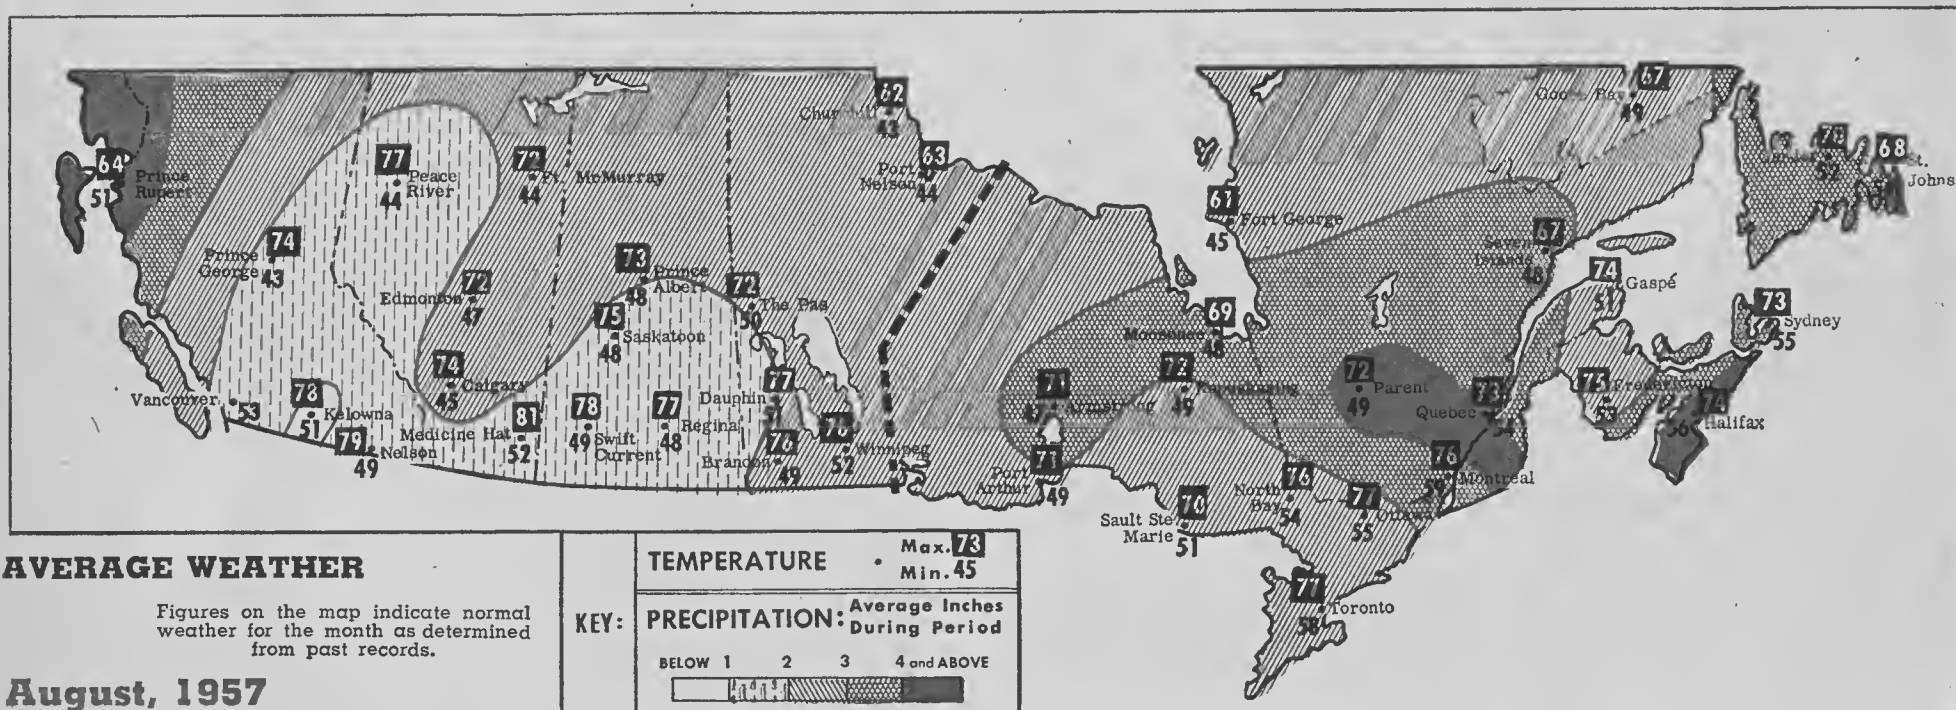 67
Goose Bay
49
62
Churchill
43
64
Prince
Rupert
51
77
Peace
River
44
72
Ft. McMurray
44
63
Port
Nelson
44
52
68
St.
Johns
61
Fort George
45
74
Prince
George
43
67
Seven
Islands
48
74
Gaspé
51
73
Prince
Albert
48
72
Edmonton
47
72
The Pas
50
75
Saskatoon
48
69
Moosonee
48
73
Sydney
55
74
Calgary
45
77
Dauphin
51
71
Armstrong
72
Kapuskasing
49
72
Parent
49
73
Quebec
54
75
Fredericton
53
74
Halifax
56
Vancouver
53
78
Kelowna
51
79
Nelson
49
81
Medicine Hat
52
78
Swift
Current
49
77
Regina
48
76
Brandon
49
Winnipeg
52
71
Port
Arthur
49
70
Sault Ste
Marie
51
76
North
Bay
54
77
Ottawa
55
76
Montreal
59
77
Toronto
58
AVERAGE WEATHER
Figures on the map indicate normal
weather for the month as determined
from past records.
August, 1957
KEY:
TEMPERATURE • Max. 73
Min. 45
PRECIPITATION: Average Inches
During Period
BELOW 1 2 3 4 and ABOVE